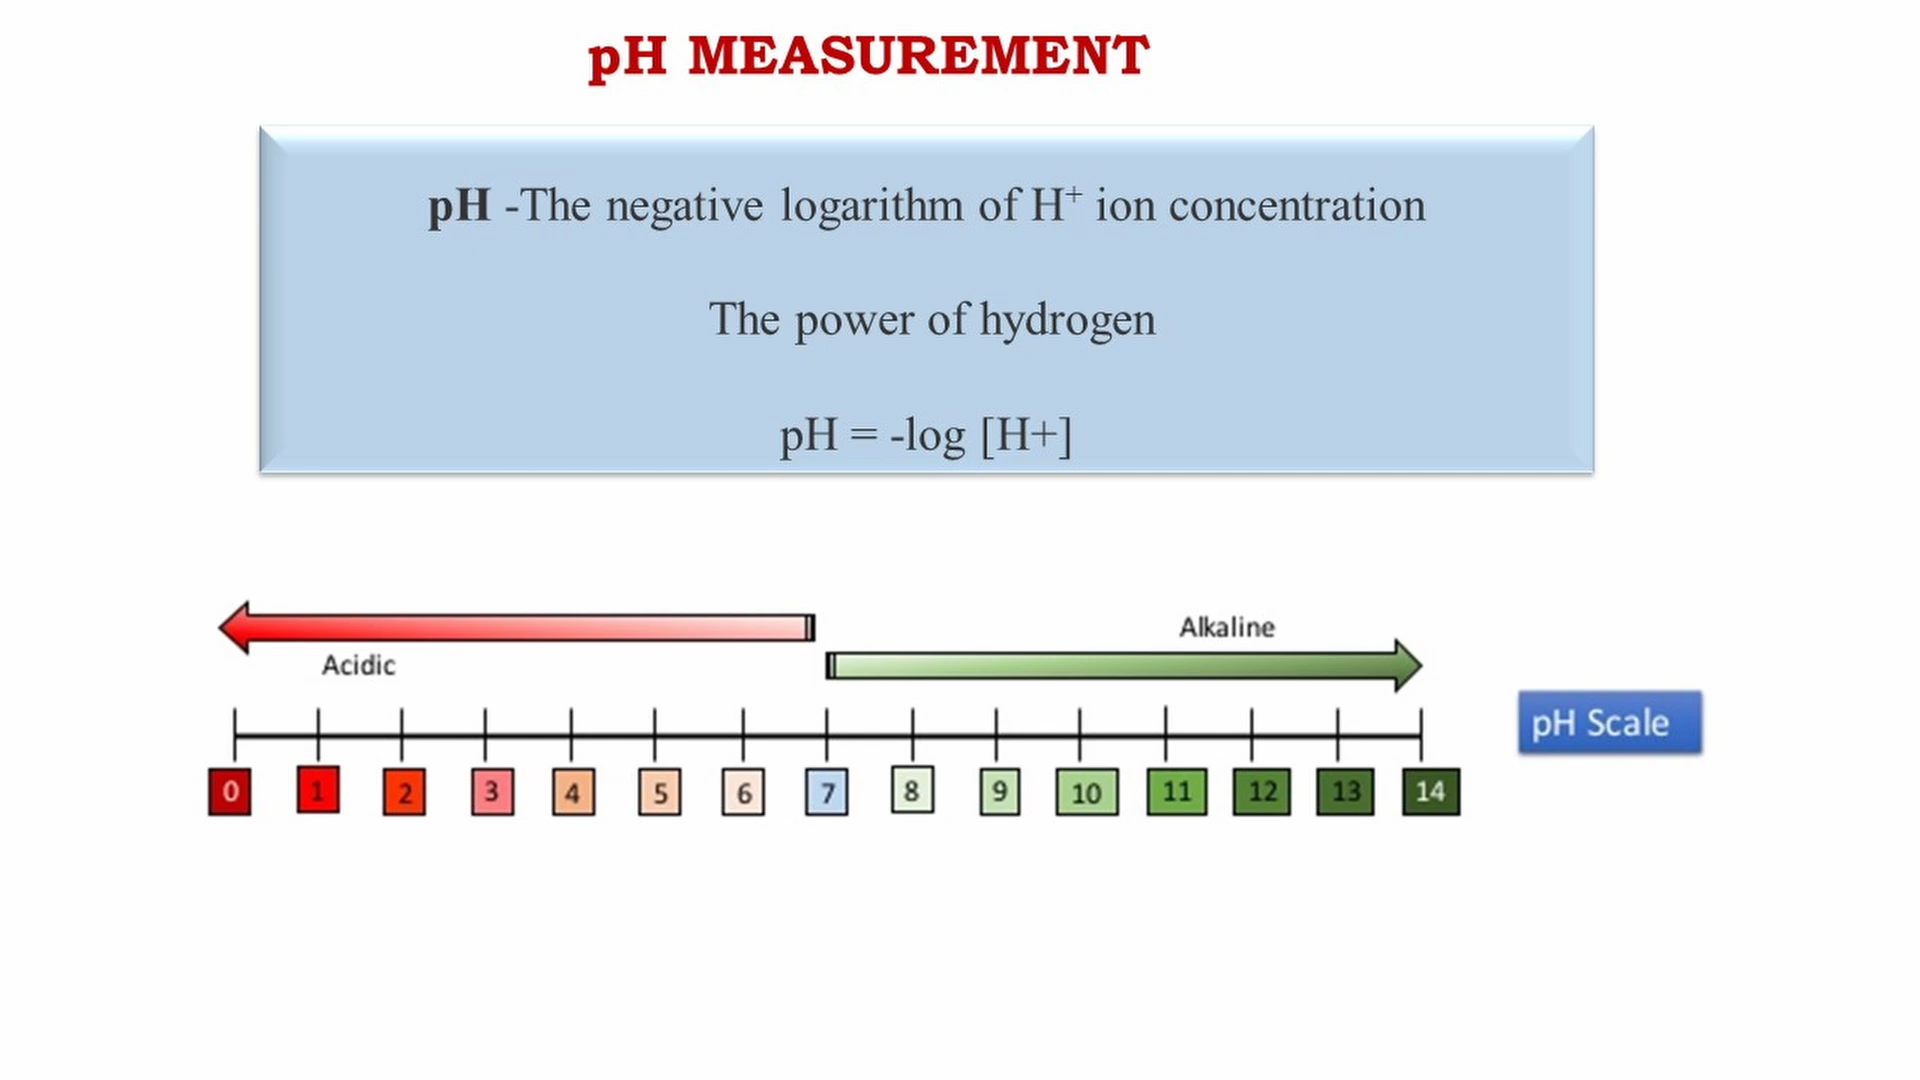 pH MEASUREMENT
pH -The negative logarithm of H⁺ ion concentration
The power of hydrogen
pH = -log [H+]
Alkaline
Acidic
pH Scale
0 1 2 3 4 5 6 7 8 9 10 11 12 13 14